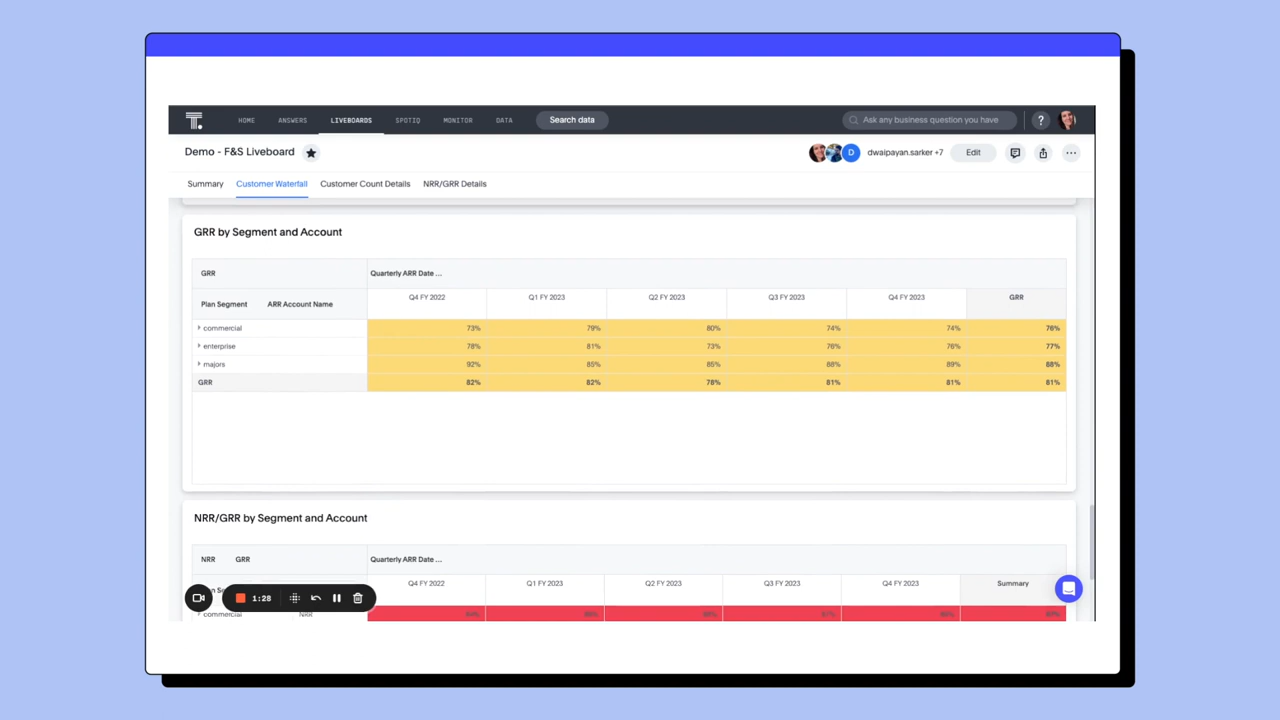 T.
HOME ANSWERS LIVEBOARDS SPOTIQ MONITOR DATA Search data Ask any business question you have ?
Demo - F&S Liveboard D dwaipayan.sarker +7 Edit
Summary Customer Waterfall Customer Count Details NRR/GRR Details
GRR by Segment and Account
GRR Quarterly ARR Date ...
Plan Segment ARR Account Name Q4 FY 2022 Q1 FY 2023 Q2 FY 2023 Q3 FY 2023 Q4 FY 2023 GRR
commercial 73% 79% 80% 74% 74% 76%
enterprise 78% 81% 73% 76% 76% 77%
majors 92% 85% 85% 88% 89% 88%
GRR 82% 82% 78% 81% 81% 81%
NRR/GRR by Segment and Account
NRR GRR Quarterly ARR Date ...
Q4 FY 2022 Q1 FY 2023 Q2 FY 2023 Q3 FY 2023 Q4 FY 2023 Summary
1:28
commercial NRR